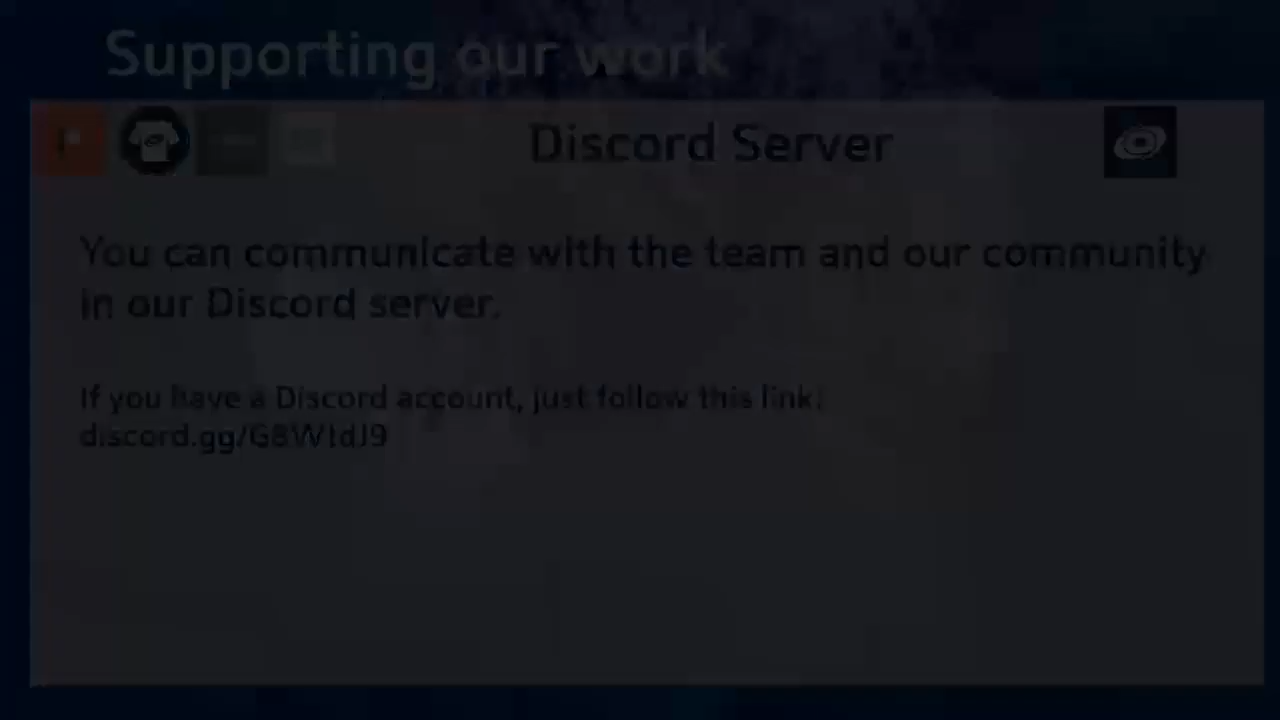 Supporting our work
Discord Server
You can communicate with the team and our community
in our Discord server.
If you have a Discord account, just follow this link: